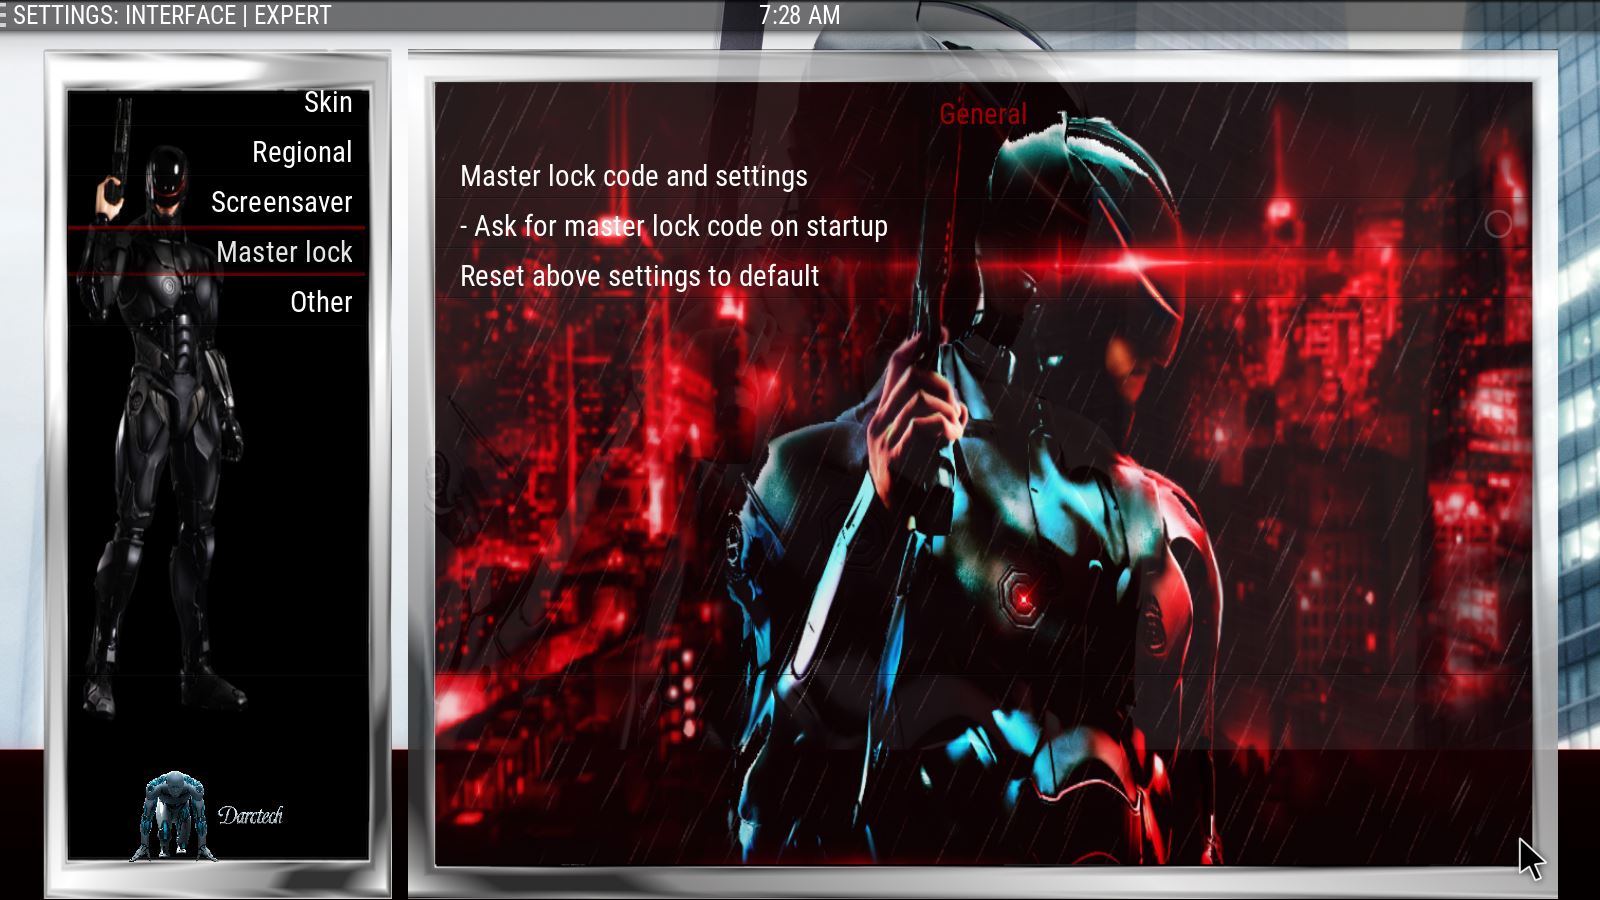 SETTINGS: INTERFACE | EXPERT
7:28 AM
Skin
Regional
Screensaver
Master lock
Other
Darctech
General
Master lock code and settings
- Ask for master lock code on startup
Reset above settings to default